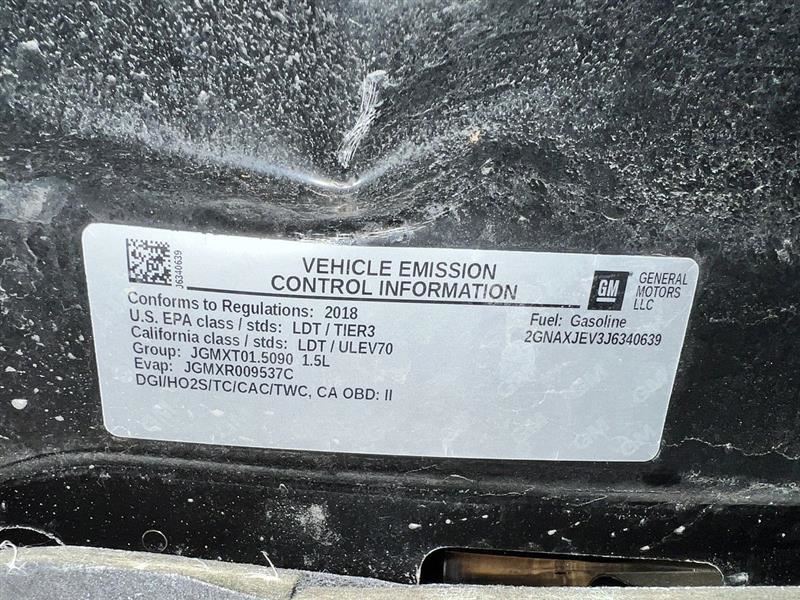 J6340639
VEHICLE EMISSION
CONTROL INFORMATION
GM
GENERAL
MOTORS
LLC
Conforms to Regulations: 2018
U.S. EPA class / stds: LDT / TIER3
California class / stds: LDT / ULEV70
Group: JGMXT01.5090 1.5L
Evap: JGMXR009537C
DGI/HO2S/TC/CAC/TWC, CA OBD: II
Fuel: Gasoline
2GNAXJEV3J6340639